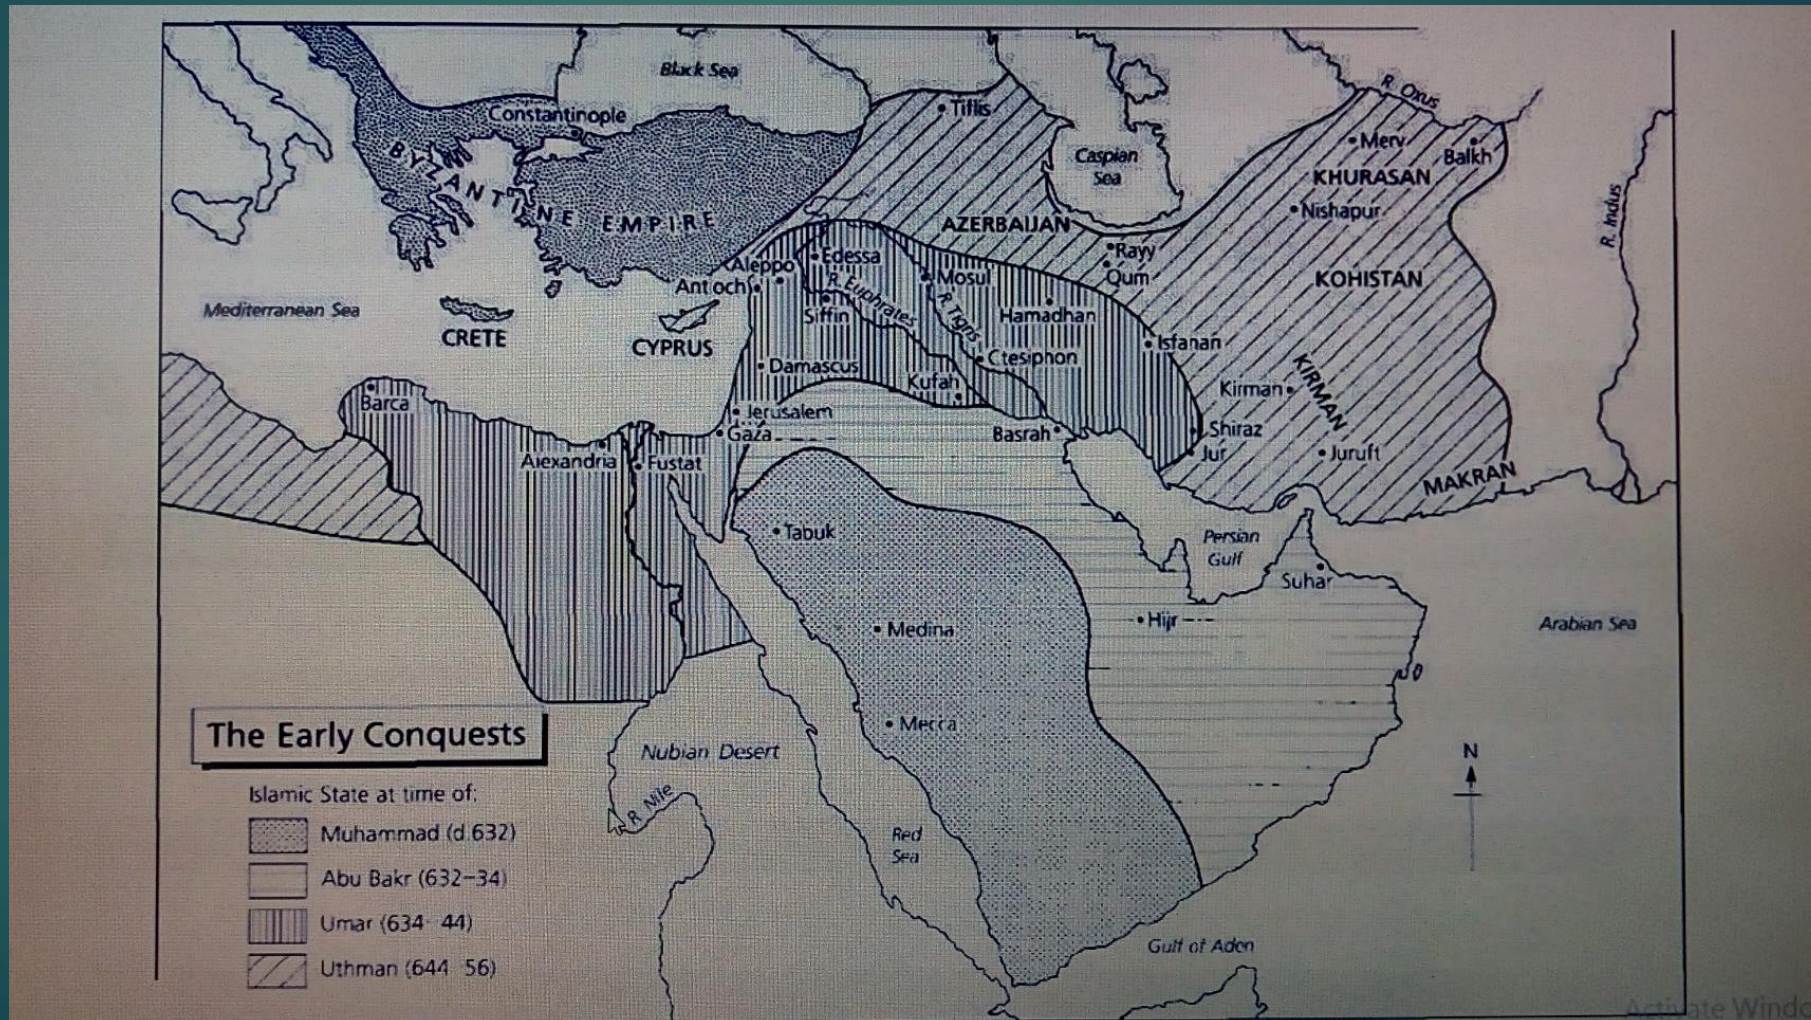 Black Sea
Constantinople
Tiflis
R. Oxus
Merv
Balkh
Caspian
Sea
KHURASAN
BYZANTINE EMPIRE
Nishapur
R. Indus
AZERBAIJAN
Rayy
Aleppo
Edessa
Mosul
Qum
KOHISTAN
Antioch
R. Euphrates
R. Tigris
Mediterranean Sea
Siffin
Hamadhan
CRETE
CYPRUS
Isfahan
Ctesiphon
Damascus
Kufah
Kirman
KIRMAN
Barca
Jerusalem
Gaza
Basrah
Shiraz
Alexandria
Fustat
Jur
Juruft
MAKRAN
Tabuk
Persian
Gulf
Suhar
Hijr
Medina
Arabian Sea
Mecca
The Early Conquests
Nubian Desert
N
Islamic State at time of:
R. Nile
Muhammad (d.632)
Red
Sea
Abu Bakr (632-34)
Umar (634-44)
Gulf of Aden
Uthman (644 56)
Activate Windo